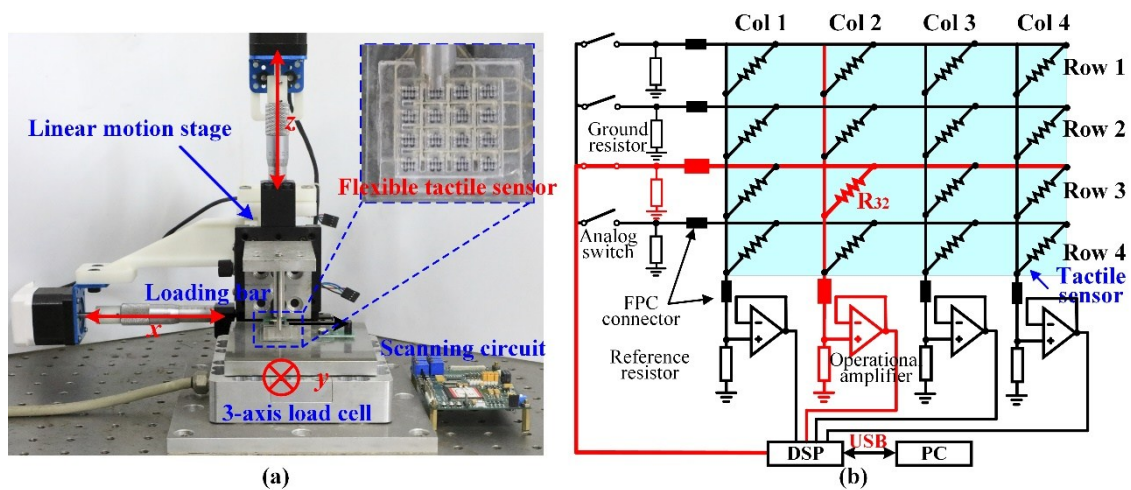 Linear motion stage
z
Flexible tactile sensor
Loading bar
x
Scanning circuit
y
3-axis load cell
(a)
Col 1 Col 2 Col 3 Col 4
Row 1
Ground
resistor
Row 2
R32
Row 3
Analog
switch
Row 4
Tactile
sensor
FPC
connector
Reference
resistor
Operational
amplifier
DSP
USB
PC
(b)